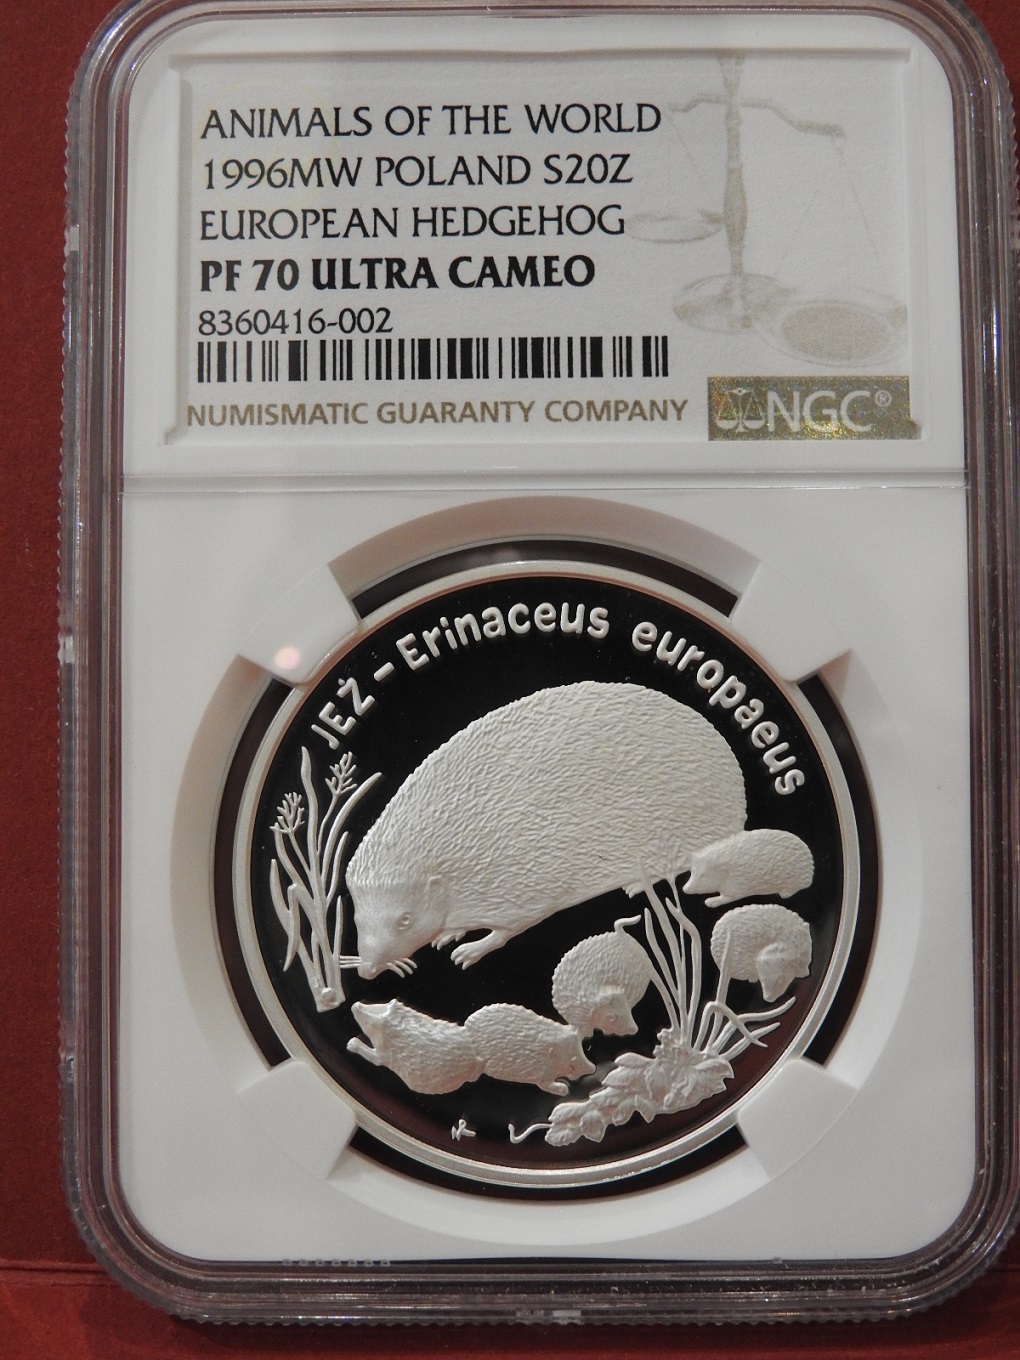 ANIMALS OF THE WORLD
1996MW POLAND S20Z
EUROPEAN HEDGEHOG
PF 70 ULTRA CAMEO
8360416-002
NUMISMATIC GUARANTY COMPANY
NGC®
JEŻ – Erinaceus europaeus